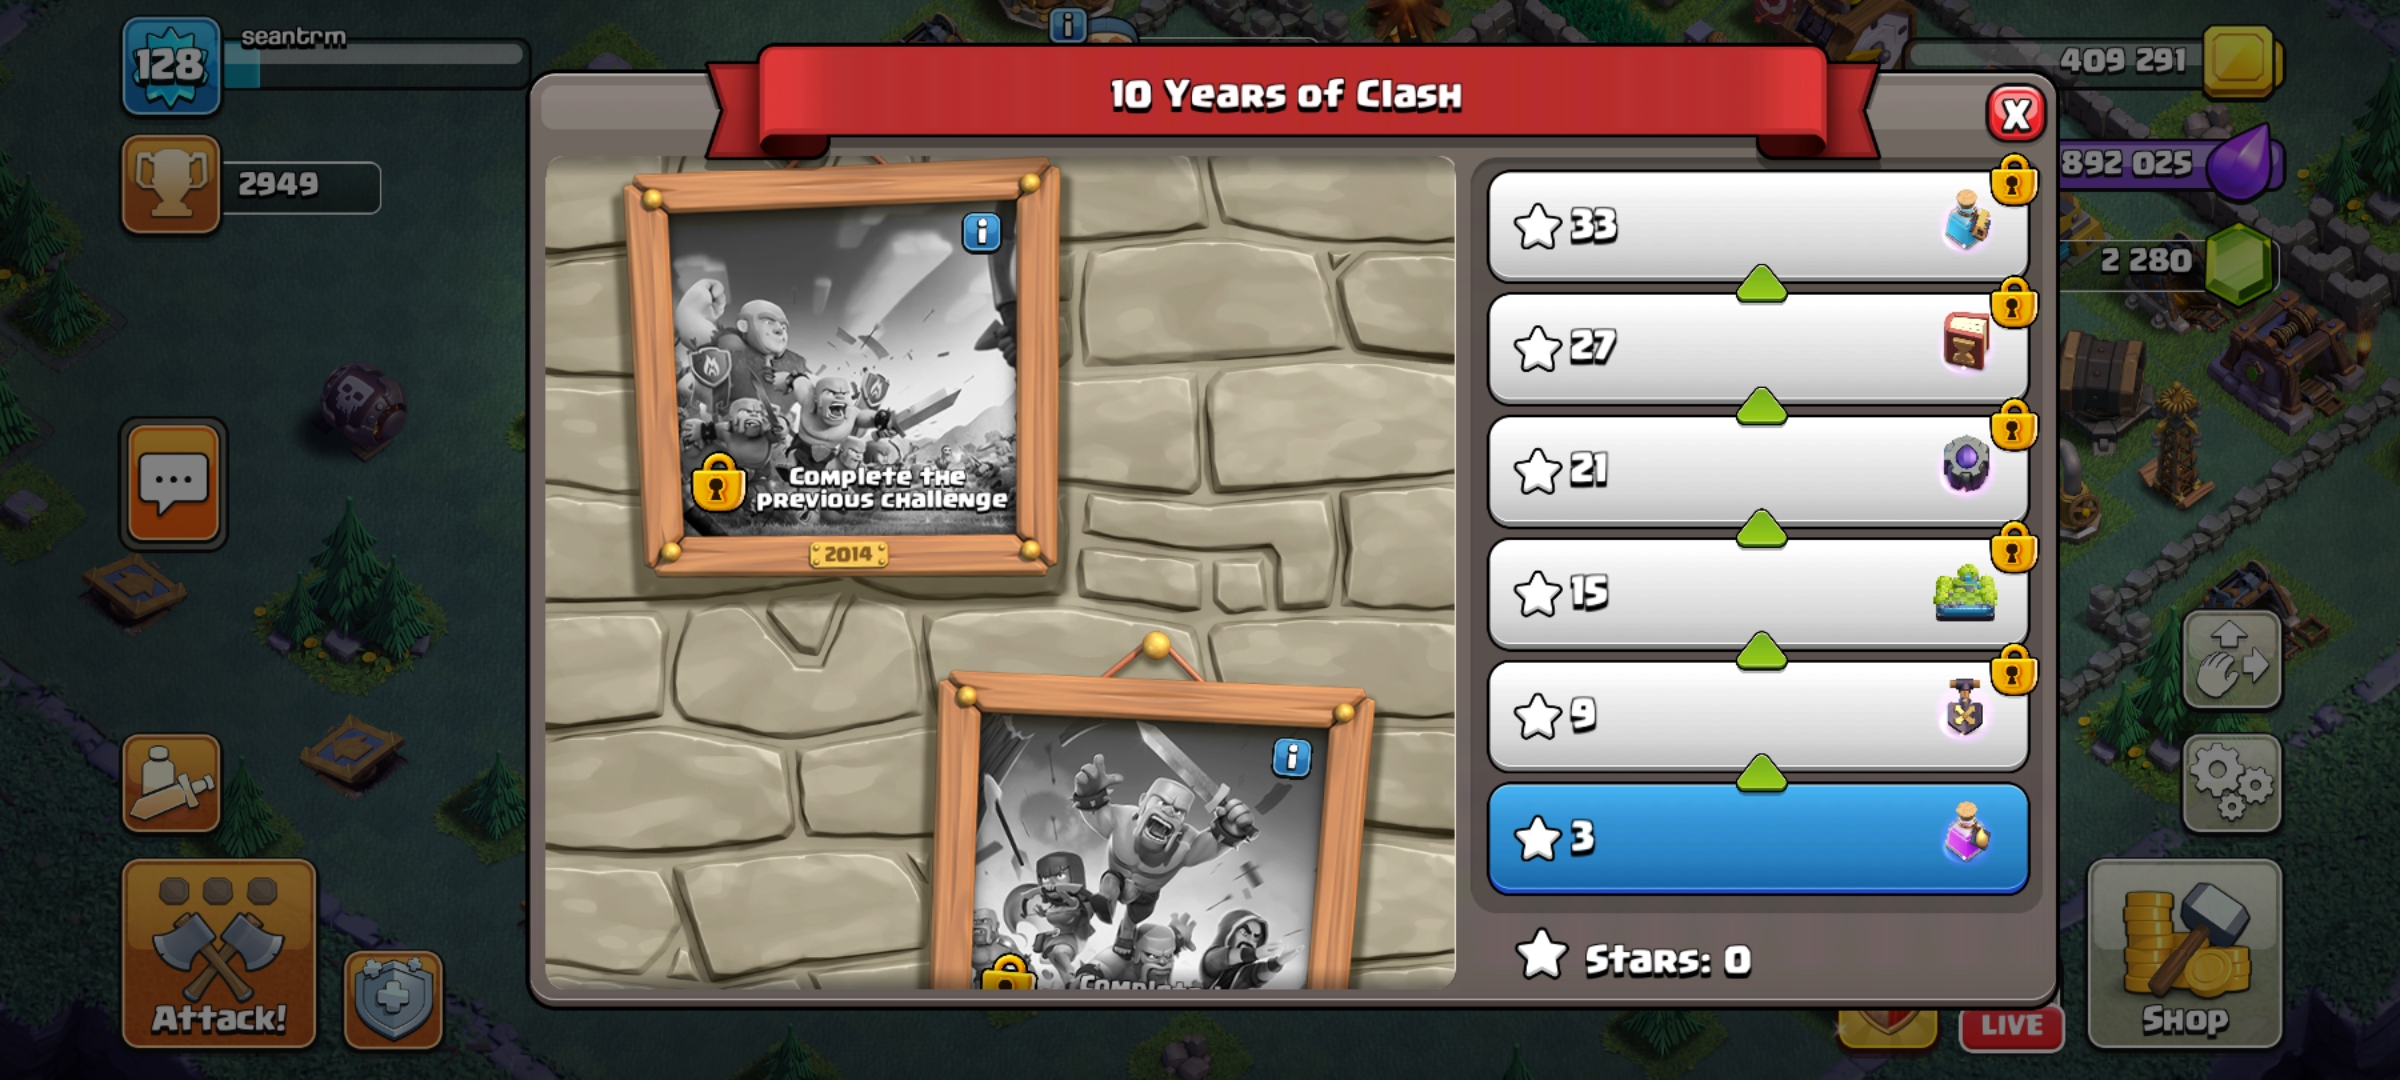 128
seantrm
2949
10 Years of Clash
X
409 291
892 025
2 280
i
i
Complete the
previous challenge
2014
i
33
27
21
15
9
3
Stars: 0
Attack!
LIVE
Shop